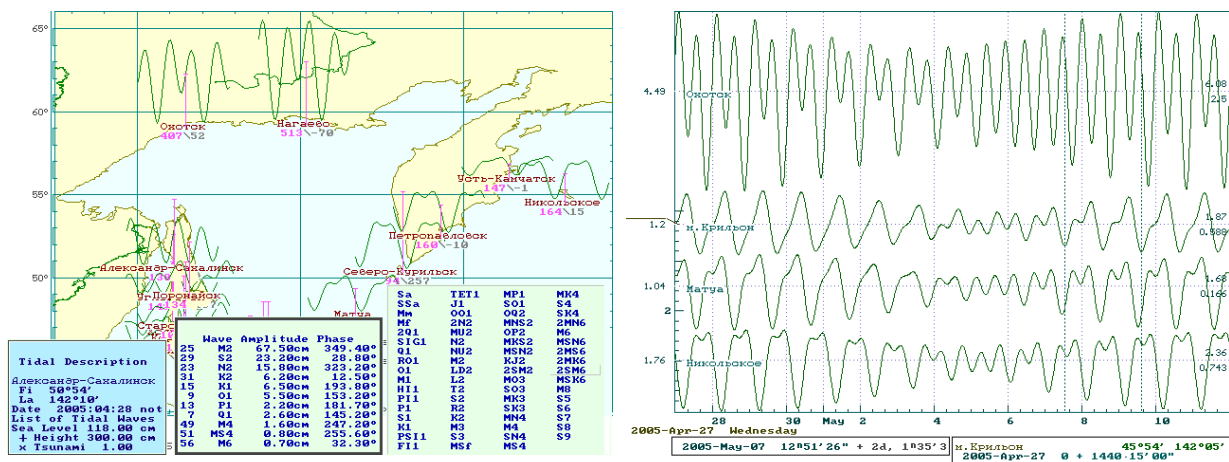 65°
60°
55°
50°
Охотск
407\52
Нагаево
513\-70
Усть-Камчатск
147\-1
Никольское
164\15
Петропабловск
160\-10
Северо-Курильск
94\257
Матуа
Александр-Сахалинск
130
Поронайск
134
Tidal Description
Александр-Сахалинск
Fi 50°54'
La 142°10'
Date 2005:04:28 not
List of Tidal Waves
Sea Level 118.00 cm
+ Height 300.00 cm
x Tsunami 1.00
Wave Amplitude Phase
25 M2 67.50cm 349.40°
29 S2 23.20cm 28.80°
23 N2 15.80cm 323.20°
31 K2 6.20cm 12.50°
15 K1 6.50cm 193.80°
9 O1 5.50cm 153.20°
13 P1 2.20cm 181.70°
7 Q1 2.60cm 145.20°
49 M4 1.60cm 247.20°
51 MS4 0.80cm 255.60°
56 M6 0.70cm 32.30°
Sa TET1 MP1 MK4
SSa J1 SO1 S4
Mm OO1 OQ2 SK4
Mf 2N2 MNS2 2MN6
2Q1 MU2 OP2 M6
SIG1 N2 MKS2 MSN6
Q1 NU2 MSN2 2MS6
RO1 M2 KJ2 2MK6
O1 LD2 2SM2 2SM6
M1 L2 MO3 MSK6
HI1 T2 SO3 M8
PI1 S2 MK3 S5
P1 R2 SK3 S6
S1 K2 MN4 S7
K1 M3 M4 S8
PSI1 S3 SN4 S9
FI1 MSf MS4
4.49
Охотск
6.08
2.5
1.2
м.Крильон
1.87
0.588
1.04
Матуа
1.68
0.166
2
1.76
Никольское
2.36
0.743
28 30 May 2 4 6 8 10
2005-Apr-27 Wednesday
2005-May-07 12ʰ51'26" + 2d, 1ʰ35'3
м.Крильон 45°54' 142°05'
2005-Apr-27 0 + 1440:15'00"